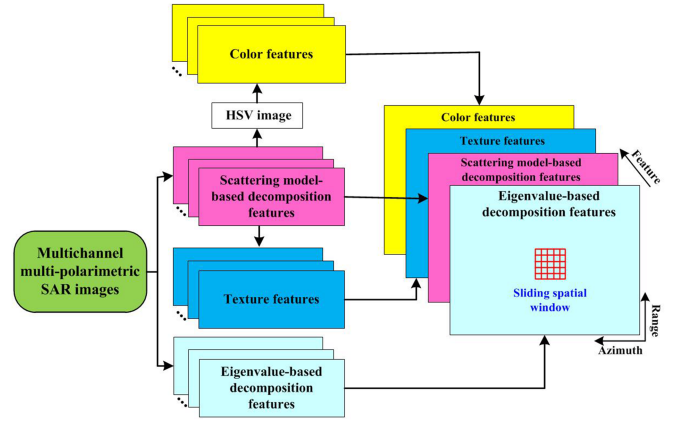 Color features
HSV image
Scattering model-
based decomposition
features
Multichannel
multi-polarimetric
SAR images
Texture features
Eigenvalue-based
decomposition
features
Color features
Texture features
Scattering model-based
decomposition features
Eigenvalue-based
decomposition features
Sliding spatial
window
Feature
Range
Azimuth